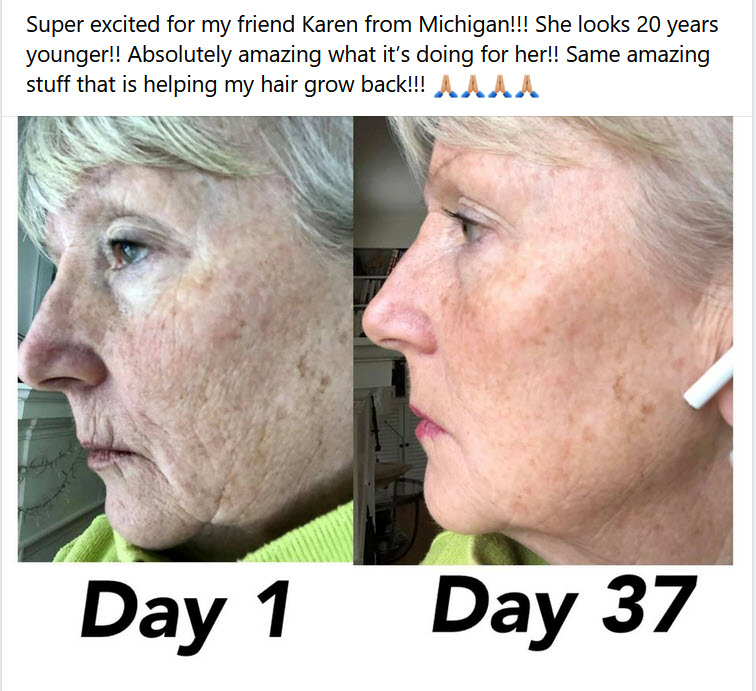 Super excited for my friend Karen from Michigan!!! She looks 20 years
younger!! Absolutely amazing what it’s doing for her!! Same amazing
stuff that is helping my hair grow back!!! 🙏🏼🙏🏼🙏🏼🙏🏼
Day 1 Day 37